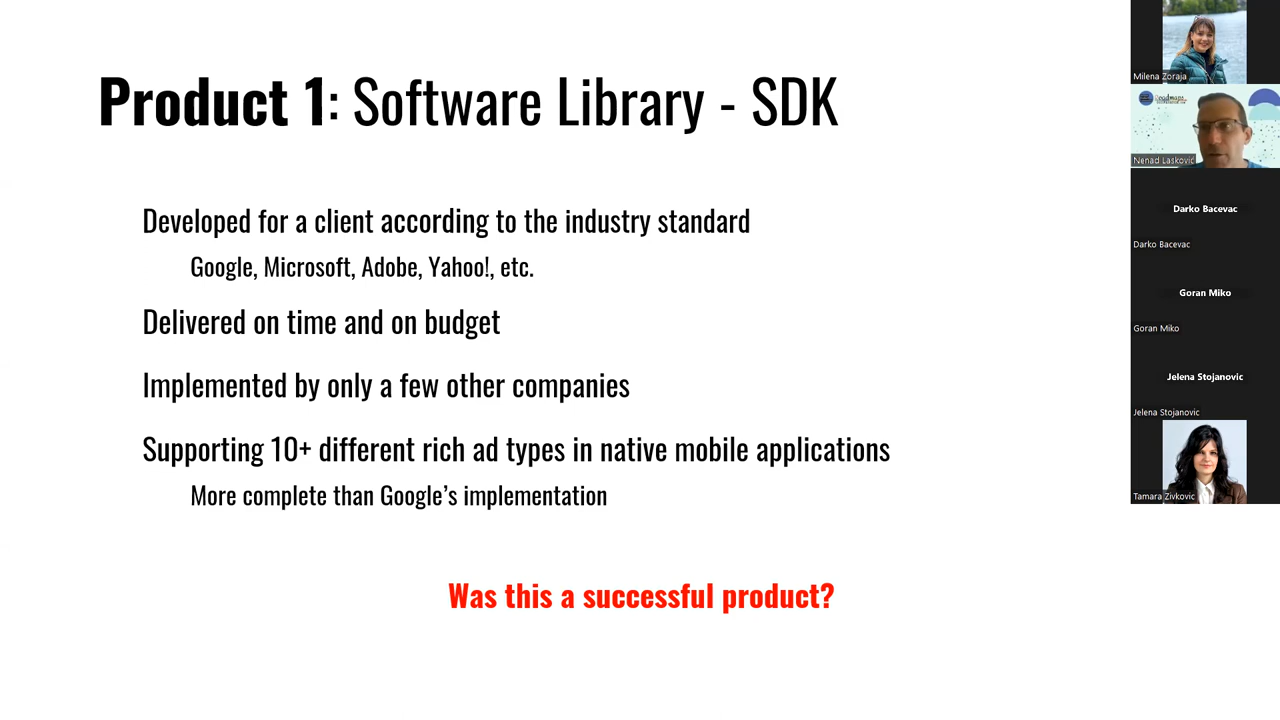 Product 1: Software Library - SDK
Developed for a client according to the industry standard
Google, Microsoft, Adobe, Yahoo!, etc.
Delivered on time and on budget
Implemented by only a few other companies
Supporting 10+ different rich ad types in native mobile applications
More complete than Google's implementation
Was this a successful product?
Milena Zoraja
Nenad Lasković
Darko Bacevac
Darko Bacevac
Goran Miko
Goran Miko
Jelena Stojanovic
Jelena Stojanovic
Tamara Zivkovic